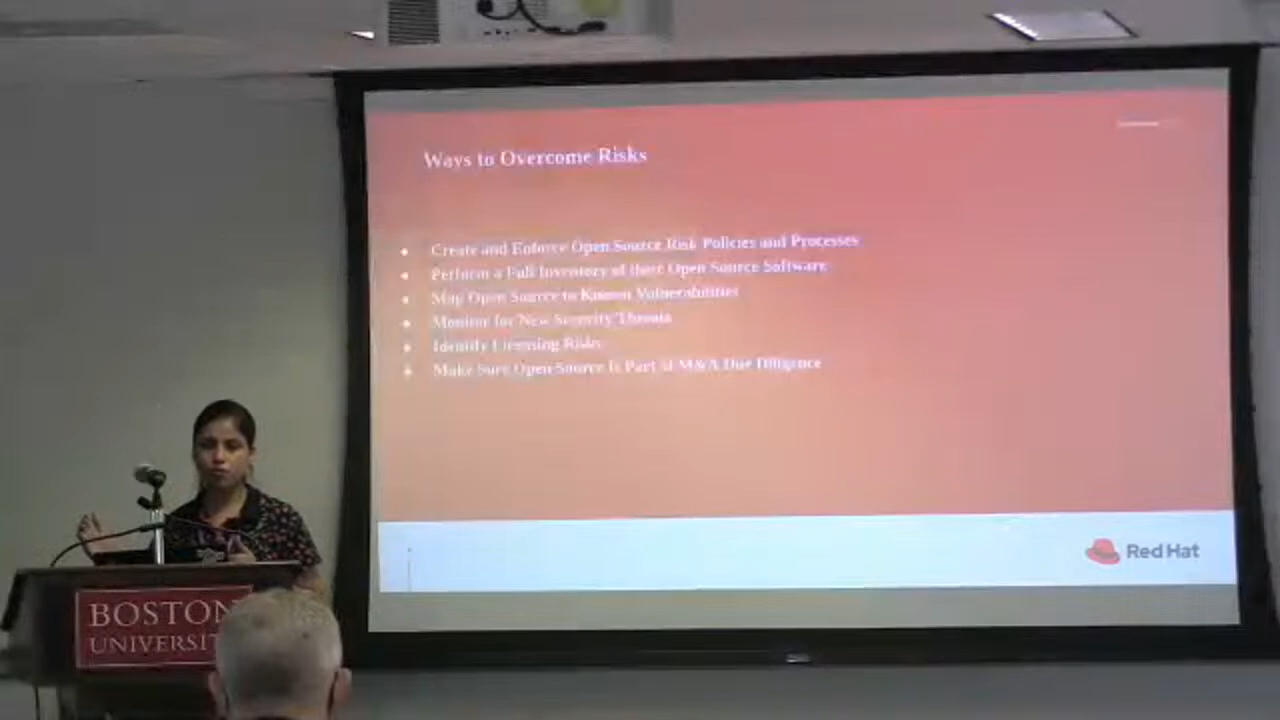 Ways to Overcome Risks
Create and Enforce Open Source Risk Policies and Processes
Perform a Full Inventory of their Open Source Software
Map Open Source to Known Vulnerabilities
Monitor for New Security Threats
Identify Licensing Risks
Make Sure Open Source Is Part of M&A Due Diligence
Red Hat
BOSTON
UNIVERSIT